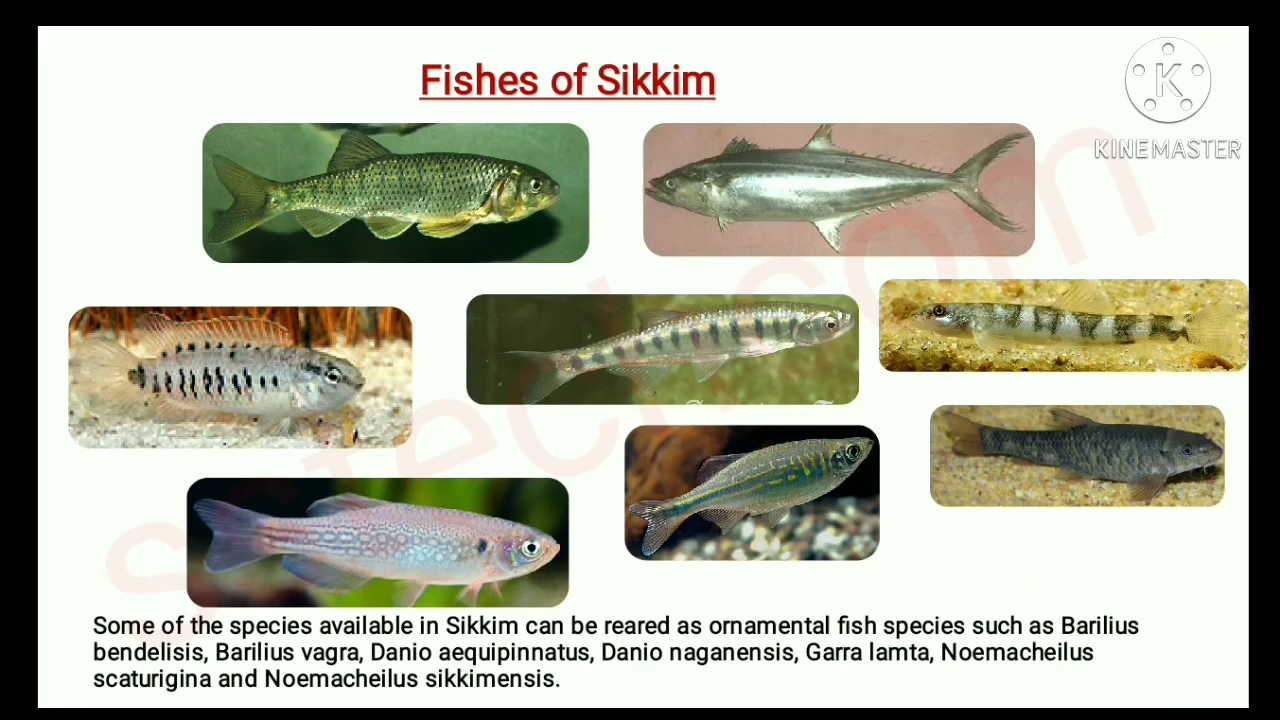 Fishes of Sikkim
K
KINEMASTER
Some of the species available in Sikkim can be reared as ornamental fish species such as Barilius
bendelisis, Barilius vagra, Danio aequipinnatus, Danio naganensis, Garra lamta, Noemacheilus
scaturigina and Noemacheilus sikkimensis.